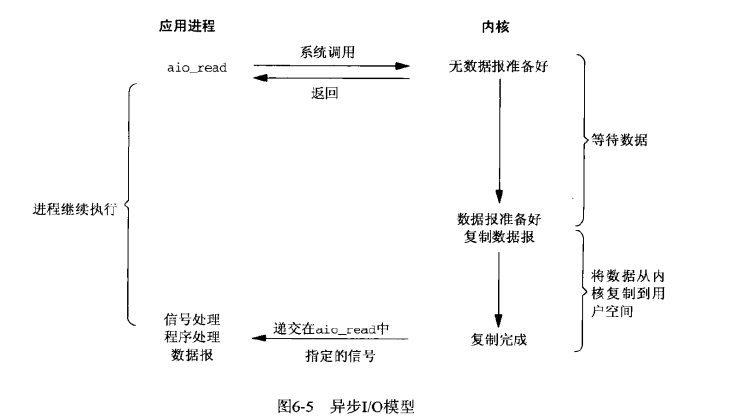 应用进程
内核
系统调用
aio_read
无数据报准备好
返回
等待数据
进程继续执行
数据报准备好
复制数据报
将数据从内
核复制到用
户空间
信号处理
程序处理
数据报
递交在aio_read中
指定的信号
复制完成
图6-5 异步I/O模型